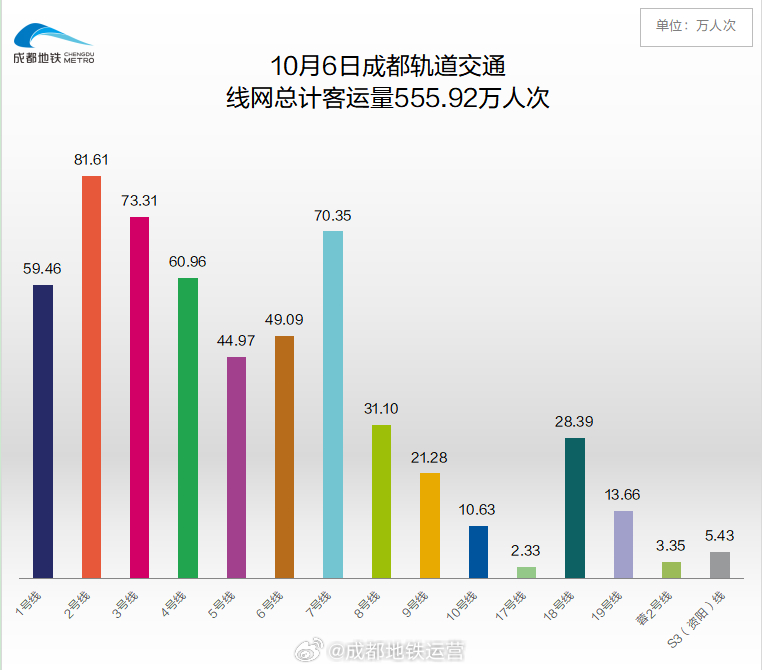 成都地铁 CHENGDU METRO
单位：万人次
10月6日成都轨道交通
线网总计客运量555.92万人次
59.46
81.61
73.31
60.96
44.97
49.09
70.35
31.10
21.28
10.63
2.33
28.39
13.66
3.35
5.43
1号线
2号线
3号线
4号线
5号线
6号线
7号线
8号线
9号线
10号线
17号线
18号线
19号线
蓉2号线
S3（资阳）线
@成都地铁运营